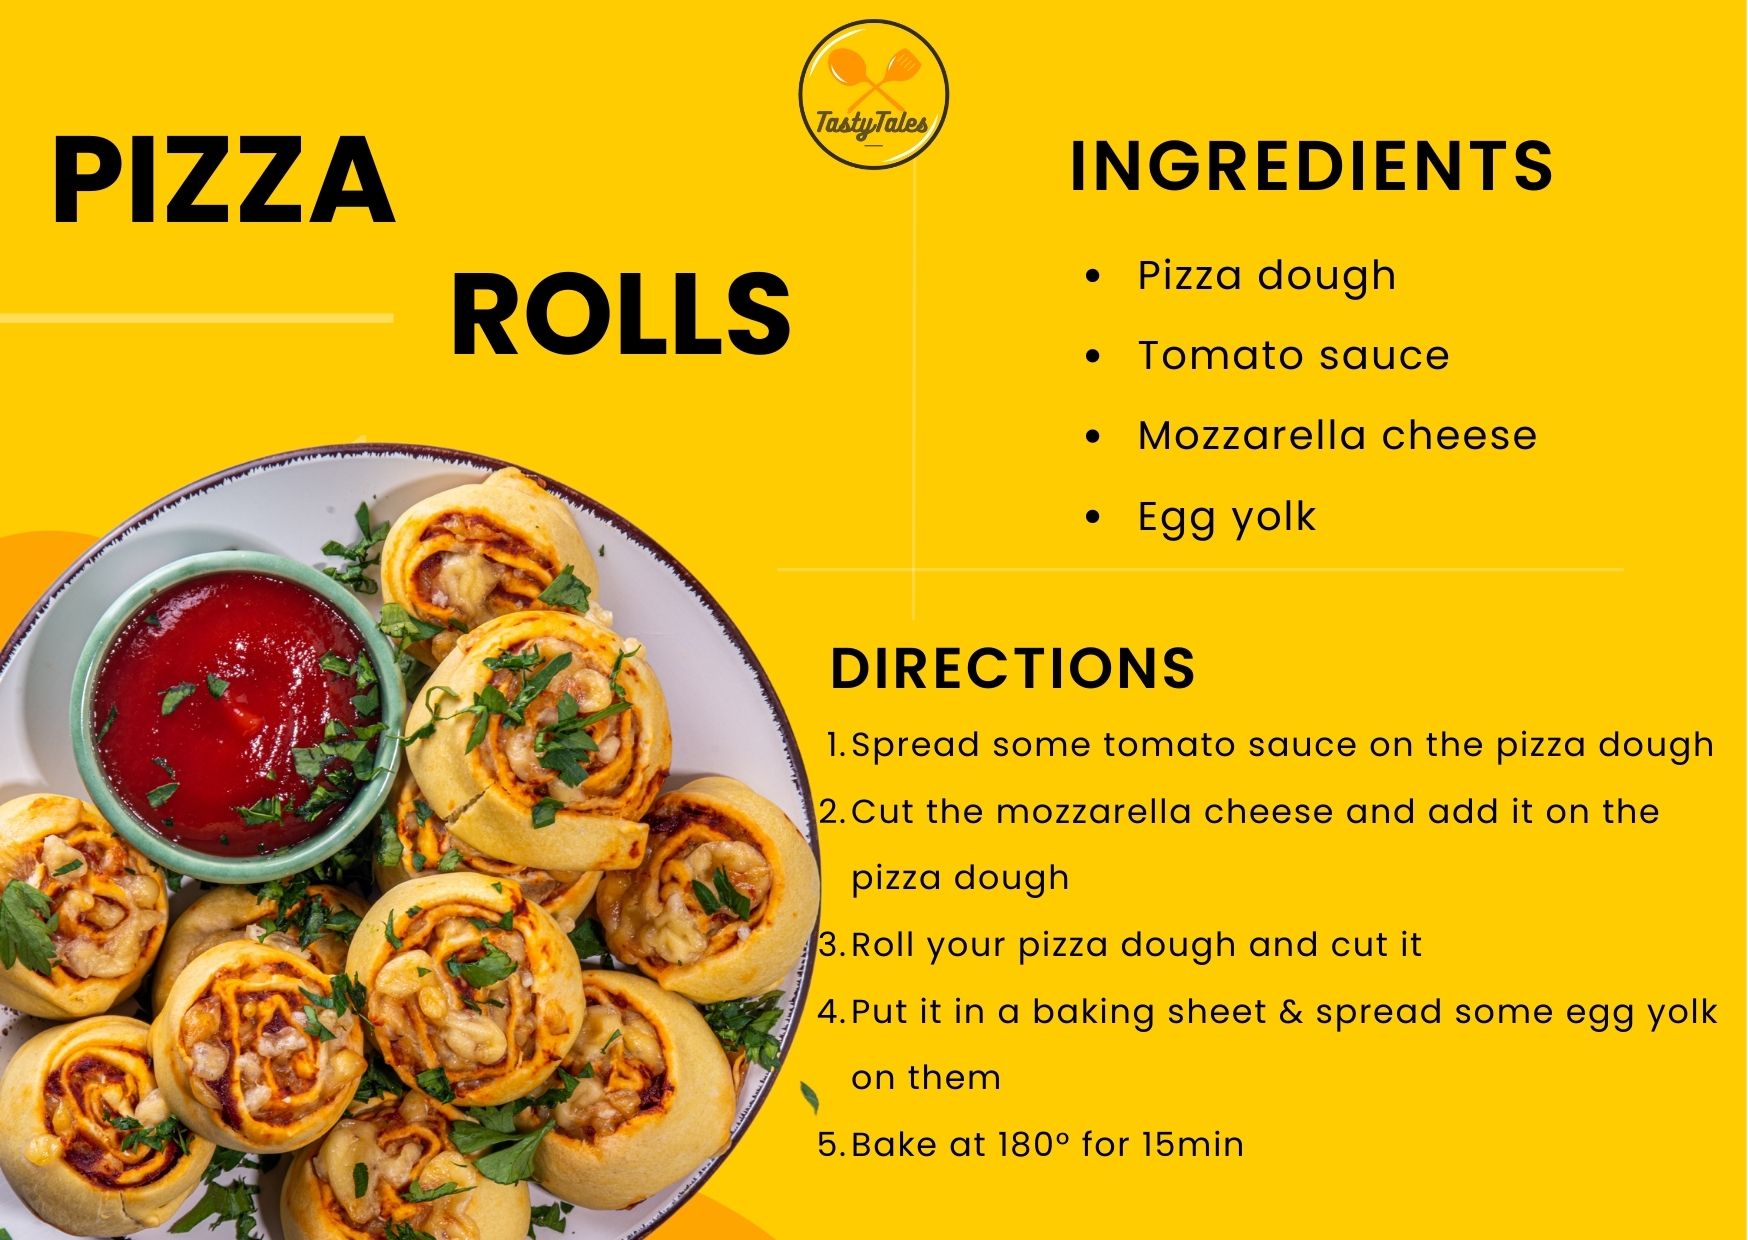 TastyTales
PIZZA
ROLLS
INGREDIENTS
• Pizza dough
• Tomato sauce
• Mozzarella cheese
• Egg yolk
DIRECTIONS
1. Spread some tomato sauce on the pizza dough
2. Cut the mozzarella cheese and add it on the
pizza dough
3. Roll your pizza dough and cut it
4. Put it in a baking sheet & spread some egg yolk
on them
5. Bake at 180º for 15min